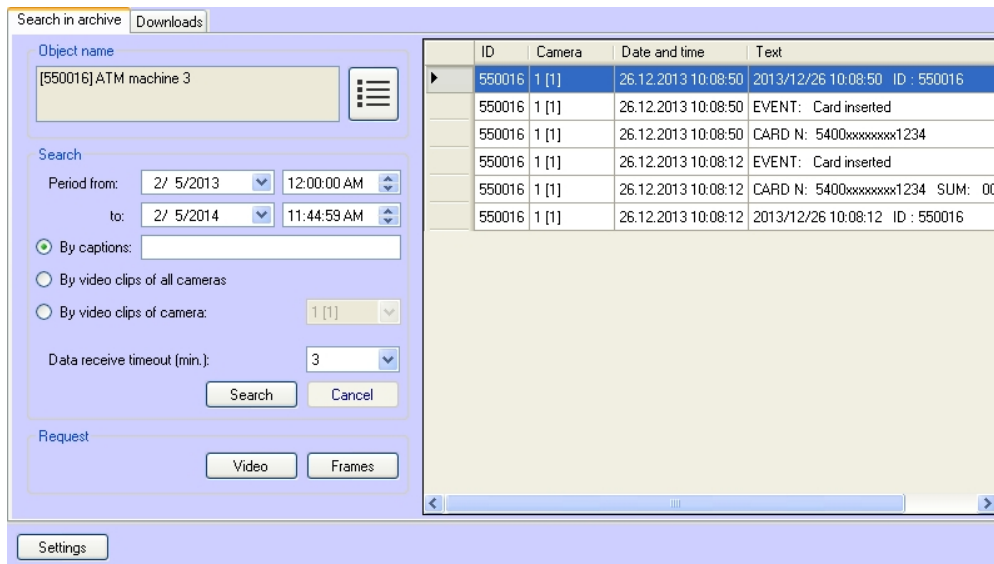 Search in archive Downloads
Object name
[550016] ATM machine 3
Search
Period from: 2/ 5/2013 12:00:00 AM
to: 2/ 5/2014 11:44:59 AM
By captions:
By video clips of all cameras
By video clips of camera: 1 [1]
Data receive timeout (min.): 3
Search Cancel
Request
Video Frames
ID Camera Date and time Text
550016 1 [1] 26.12.2013 10:08:50 2013/12/26 10:08:50 ID : 550016
550016 1 [1] 26.12.2013 10:08:50 EVENT: Card inserted
550016 1 [1] 26.12.2013 10:08:50 CARD N: 5400xxxxxxxx1234
550016 1 [1] 26.12.2013 10:08:12 EVENT: Card inserted
550016 1 [1] 26.12.2013 10:08:12 CARD N: 5400xxxxxxxx1234 SUM: 00
550016 1 [1] 26.12.2013 10:08:12 2013/12/26 10:08:12 ID : 550016
Settings